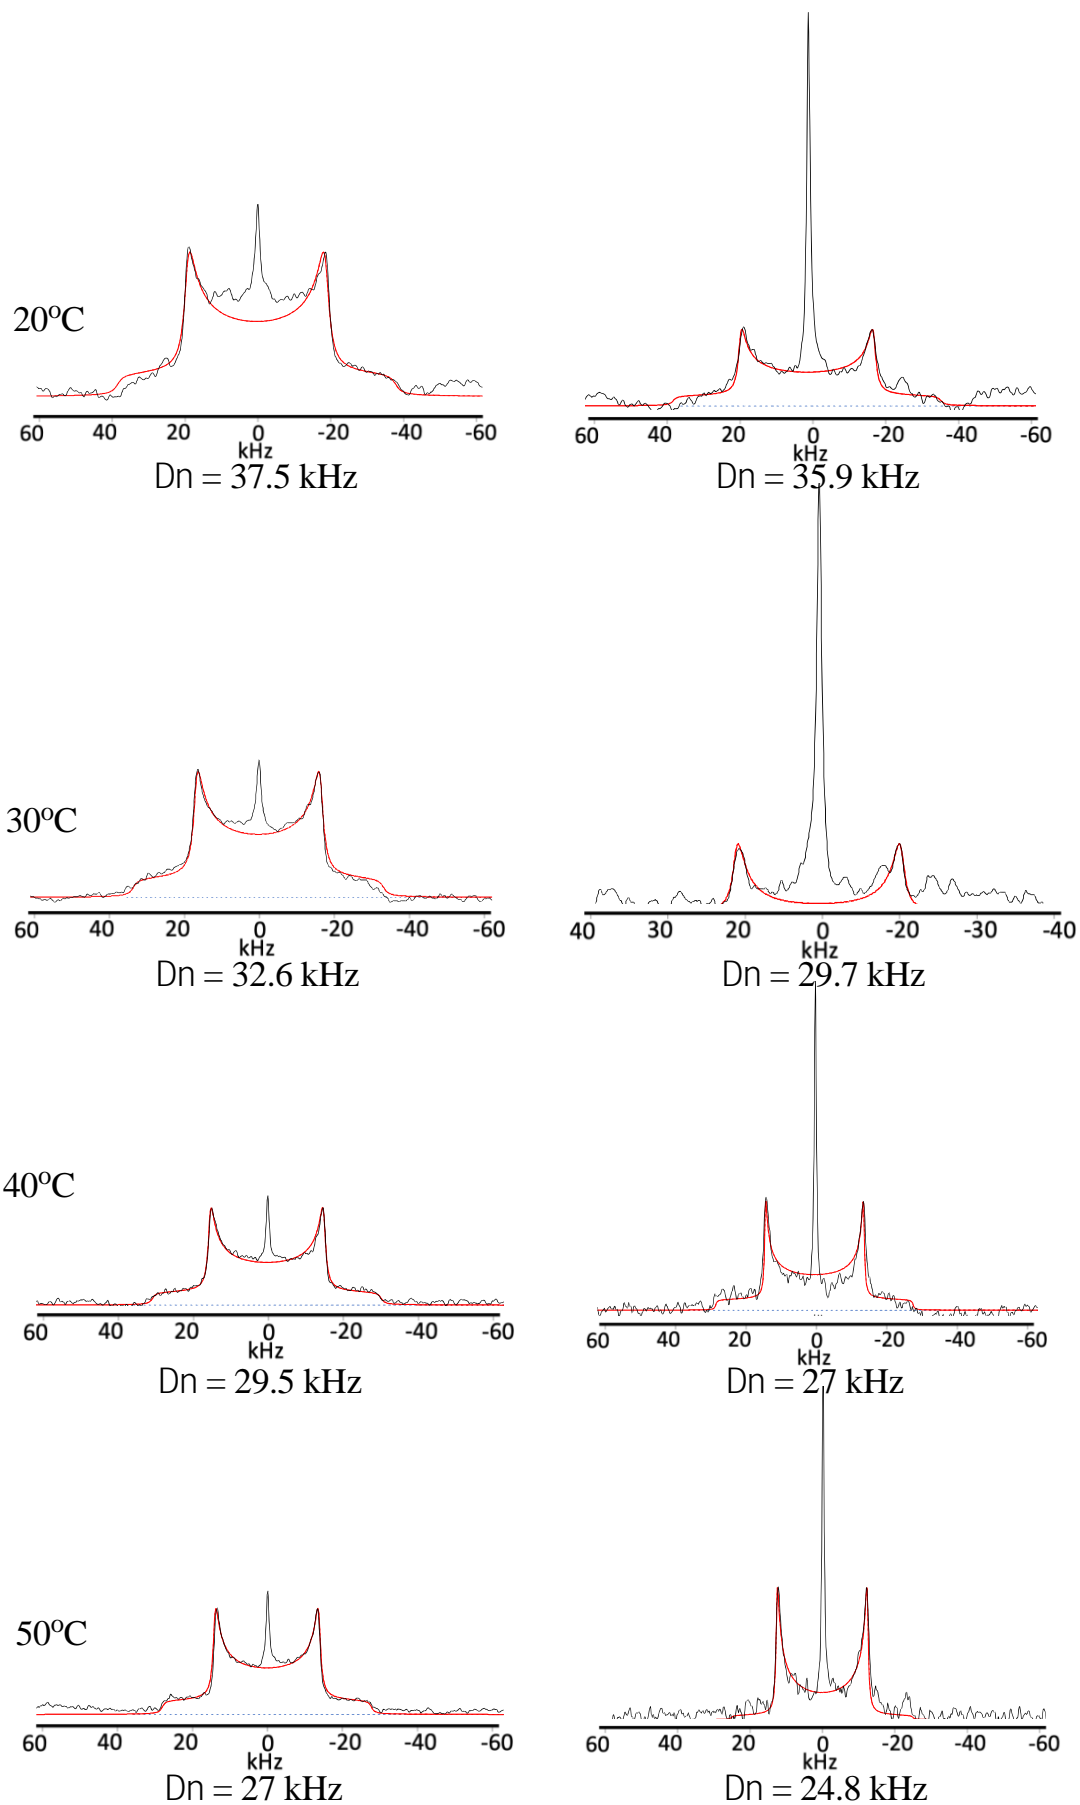 20°C
60 40 20 0 -20 -40 -60
kHz
Dn = 37.5 kHz
60 40 20 0 -20 -40 -60
kHz
Dn = 35.9 kHz
30°C
60 40 20 0 -20 -40 -60
kHz
Dn = 32.6 kHz
40 30 20 0 -20 -30 -40
kHz
Dn = 29.7 kHz
40°C
60 40 20 0 -20 -40 -60
kHz
Dn = 29.5 kHz
60 40 20 0 -20 -40 -60
kHz
Dn = 27 kHz
50°C
60 40 20 0 -20 -40 -60
kHz
Dn = 27 kHz
60 40 20 0 -20 -40 -60
kHz
Dn = 24.8 kHz